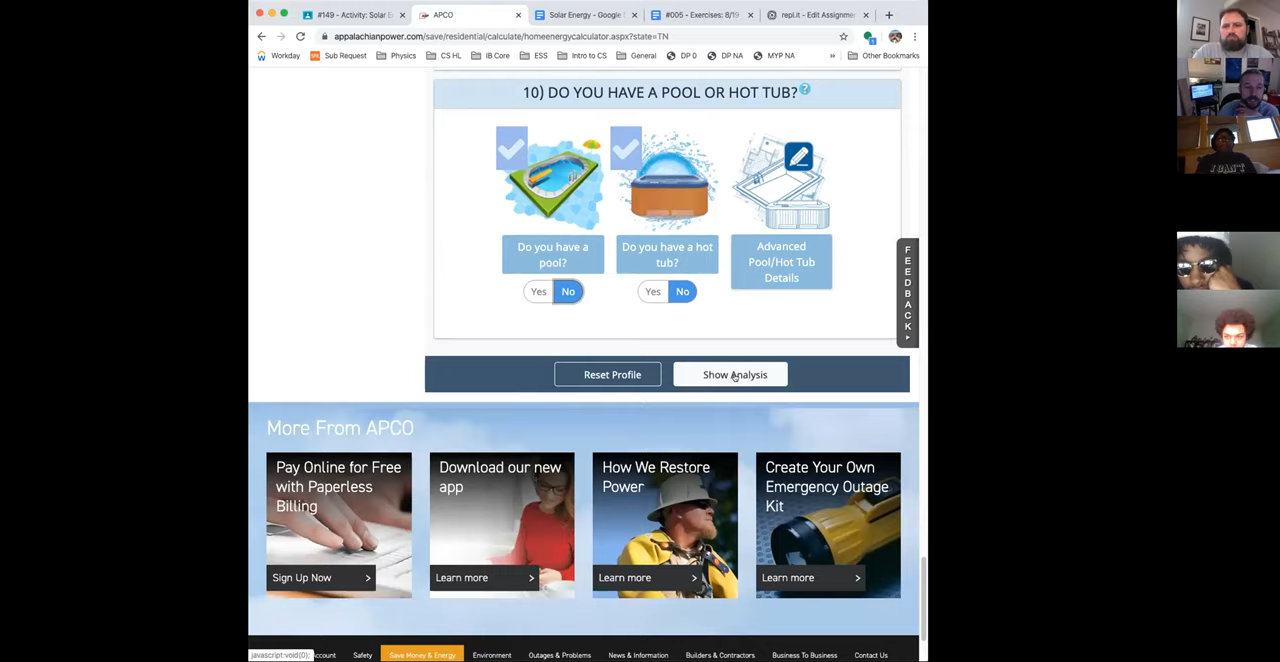 #149 - Activity: Solar E
APCO
Solar Energy - Google
#005 - Exercises: 8/19
repl.it - Edit Assignme
appalachianpower.com/save/residential/calculate/homeenergycalculator.aspx?state=TN
Workday
Sub Request
Physics
CS HL
IB Core
ESS
Intro to CS
General
DP 0
DP NA
MYP NA
»
Other Bookmarks
10) DO YOU HAVE A POOL OR HOT TUB?
Do you have a
pool?
Yes No
Do you have a hot
tub?
Yes No
Advanced
Pool/Hot Tub
Details
FEEDBACK
Reset Profile
Show Analysis
More From APCO
Pay Online for Free
with Paperless
Billing
Sign Up Now >
Download our new
app
Learn more >
How We Restore
Power
Learn more >
Create Your Own
Emergency Outage
Kit
Learn more >
javascript:void(0);
ccount
Safety
Save Money & Energy
Environment
Outages & Problems
News & Information
Builders & Contractors
Business To Business
Contact Us